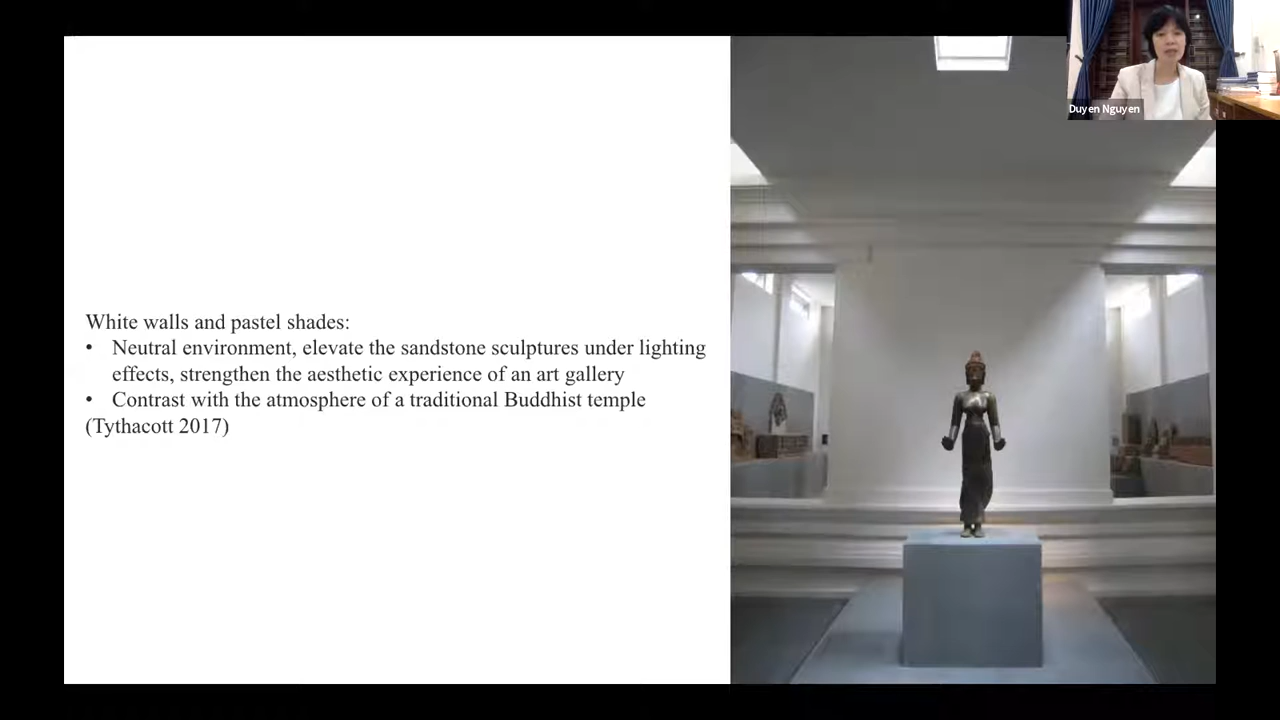 Duyen Nguyen
White walls and pastel shades:
• Neutral environment, elevate the sandstone sculptures under lighting
effects, strengthen the aesthetic experience of an art gallery
• Contrast with the atmosphere of a traditional Buddhist temple
(Tythacott 2017)